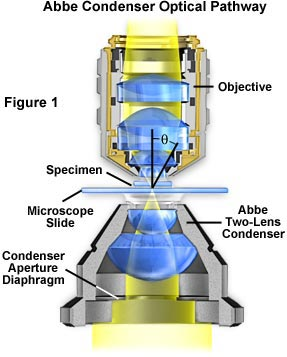 Abbe Condenser Optical Pathway
Objective
Figure 1
θ
Specimen
Microscope
Slide
Abbe
Two-Lens
Condenser
Condenser
Aperture
Diaphragm